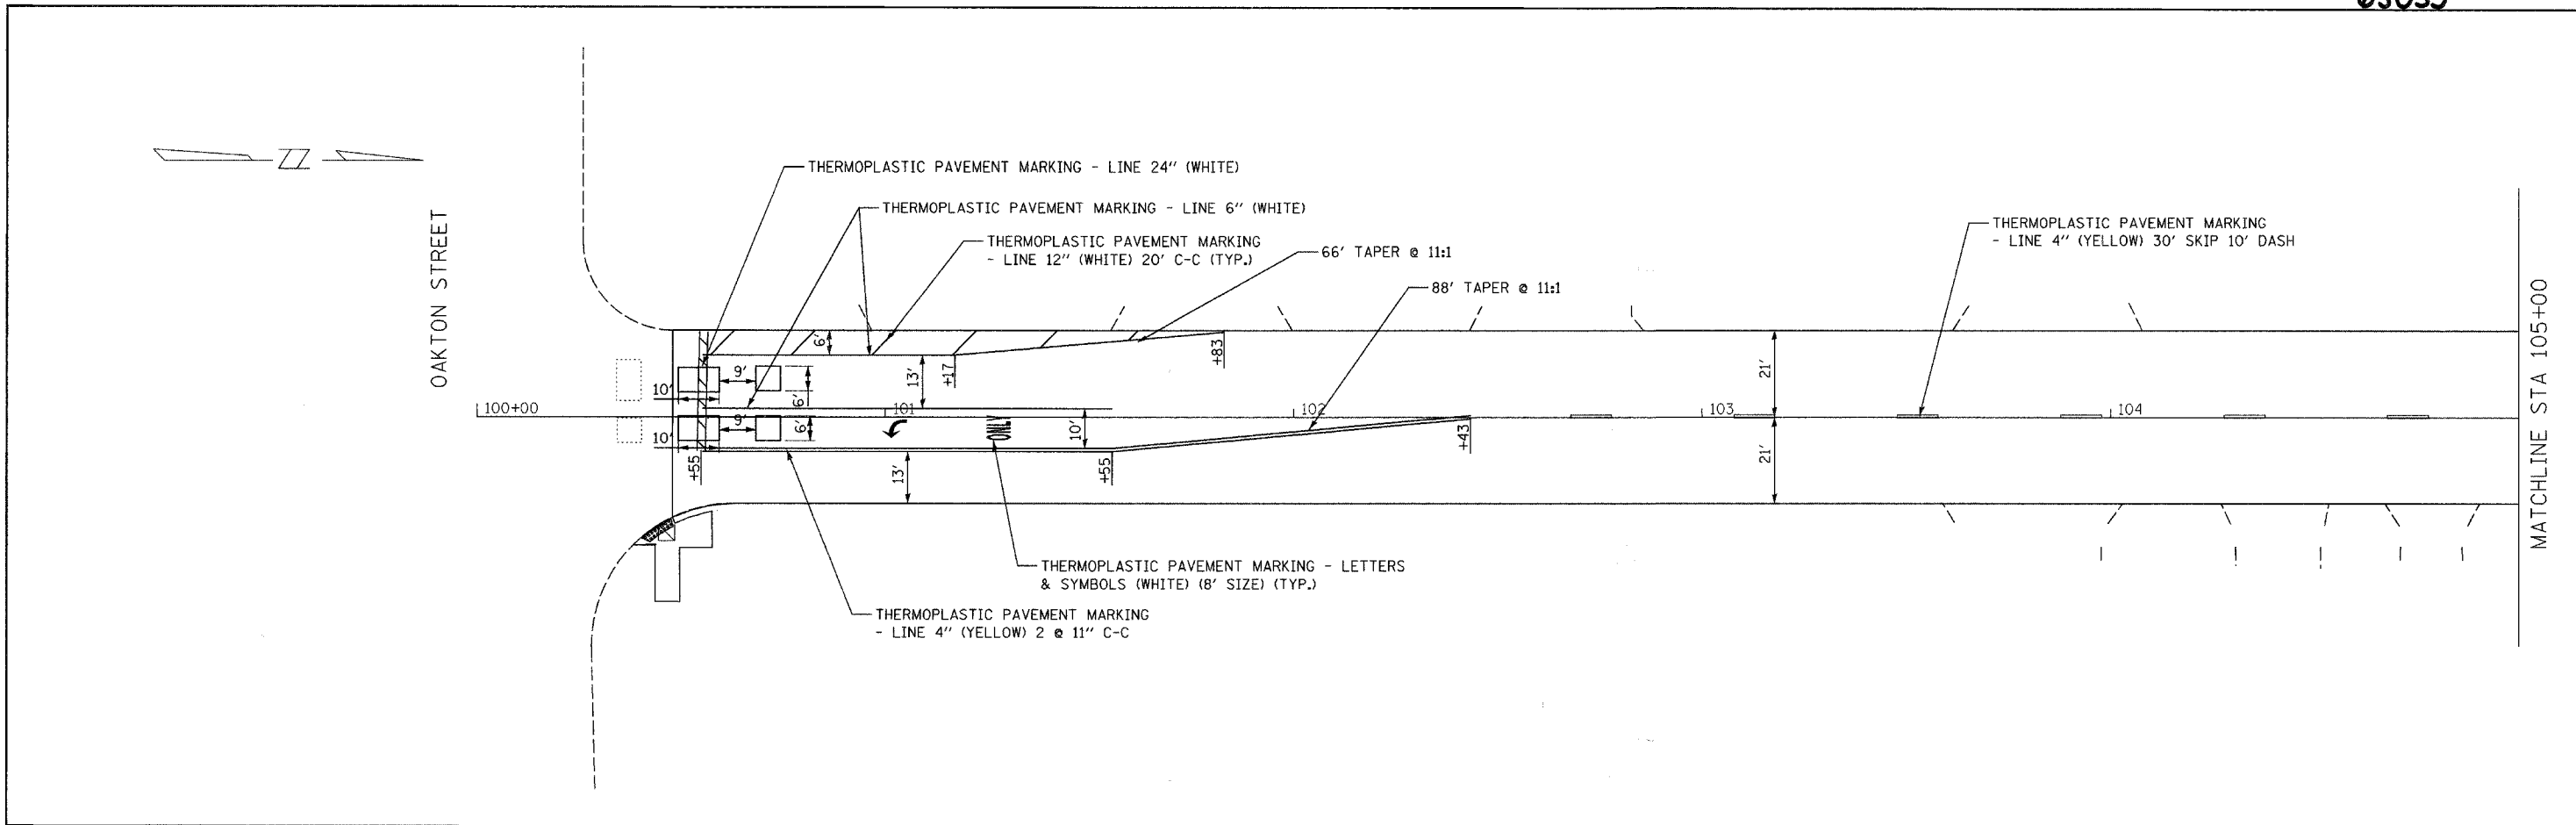 OAKTON STREET
THERMOPLASTIC PAVEMENT MARKING - LINE 24" (WHITE)
THERMOPLASTIC PAVEMENT MARKING - LINE 6" (WHITE)
THERMOPLASTIC PAVEMENT MARKING
- LINE 12" (WHITE) 20' C-C (TYP.)
66' TAPER @ 11:1
88' TAPER @ 11:1
THERMOPLASTIC PAVEMENT MARKING
- LINE 4" (YELLOW) 30' SKIP 10' DASH
6'
13'
+17
+83
21'
10'
9'
6'
100+00
101
102
103
104
ONLY
10'
9'
6'
10'
+55
13'
+55
+43
21'
THERMOPLASTIC PAVEMENT MARKING - LETTERS
& SYMBOLS (WHITE) (8' SIZE) (TYP.)
THERMOPLASTIC PAVEMENT MARKING
- LINE 4" (YELLOW) 2 @ 11" C-C
MATCHLINE STA 105+00